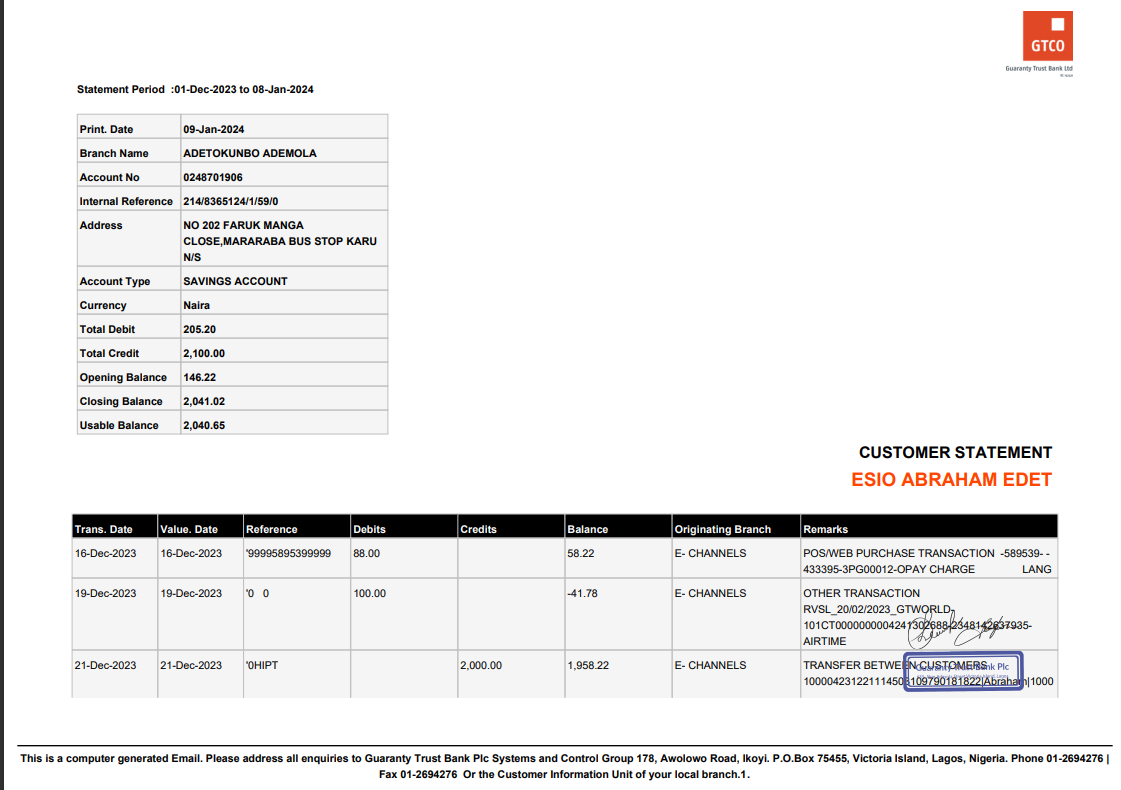 GTCO
Guaranty Trust Bank Ltd
Statement Period :01-Dec-2023 to 08-Jan-2024
Print. Date 09-Jan-2024
Branch Name ADETOKUNBO ADEMOLA
Account No 0248701906
Internal Reference 214/8365124/1/59/0
Address NO 202 FARUK MANGA
CLOSE,MARARABA BUS STOP KARU
N/S
Account Type SAVINGS ACCOUNT
Currency Naira
Total Debit 205.20
Total Credit 2,100.00
Opening Balance 146.22
Closing Balance 2,041.02
Usable Balance 2,040.65
CUSTOMER STATEMENT
ESIO ABRAHAM EDET
Trans. Date Value. Date Reference Debits Credits Balance Originating Branch Remarks
16-Dec-2023 16-Dec-2023 '99995895399999 88.00 58.22 E- CHANNELS POS/WEB PURCHASE TRANSACTION -589539- -
433395-3PG00012-OPAY CHARGE LANG
19-Dec-2023 19-Dec-2023 '0 0 100.00 -41.78 E- CHANNELS OTHER TRANSACTION
RVSL_20/02/2023_GTWORLD-
AIRTIME
21-Dec-2023 21-Dec-2023 '0HIPT 2,000.00 1,958.22 E- CHANNELS TRANSFER BETWEEN CUSTOMERS
Guaranty Trust Bank Plc
This is a computer generated Email. Please address all enquiries to Guaranty Trust Bank Plc Systems and Control Group 178, Awolowo Road, Ikoyi. P.O.Box 75455, Victoria Island, Lagos, Nigeria. Phone 01-2694276 |
Fax 01-2694276 Or the Customer Information Unit of your local branch.1.